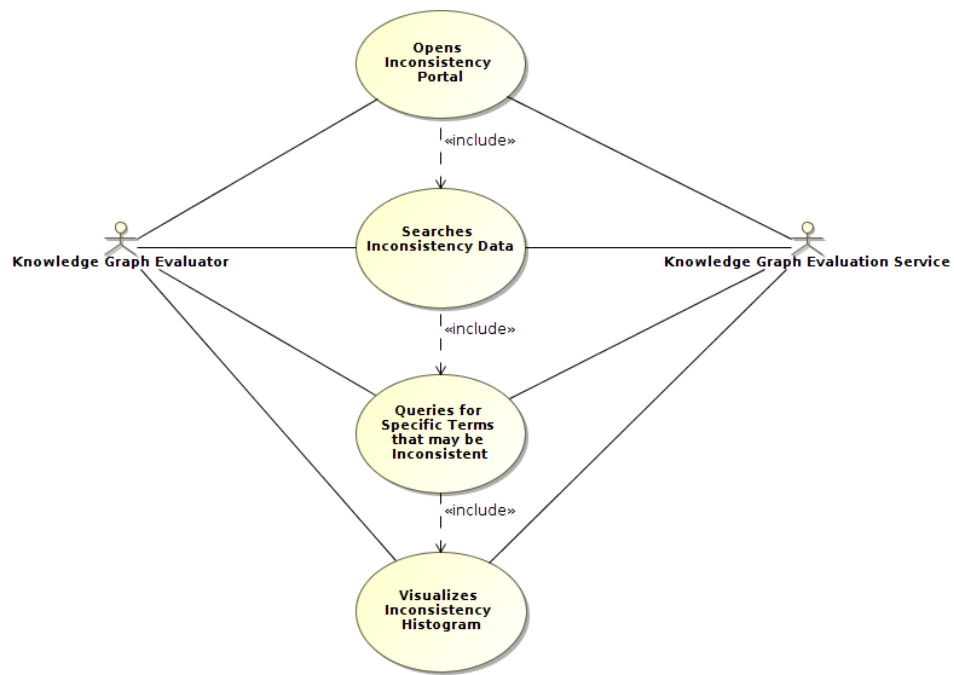 Opens
Inconsistency
Portal
«include»
Searches
Inconsistency Data
Knowledge Graph Evaluator
Knowledge Graph Evaluation Service
«include»
Queries for
Specific Terms
that may be
Inconsistent
«include»
Visualizes
Inconsistency
Histogram